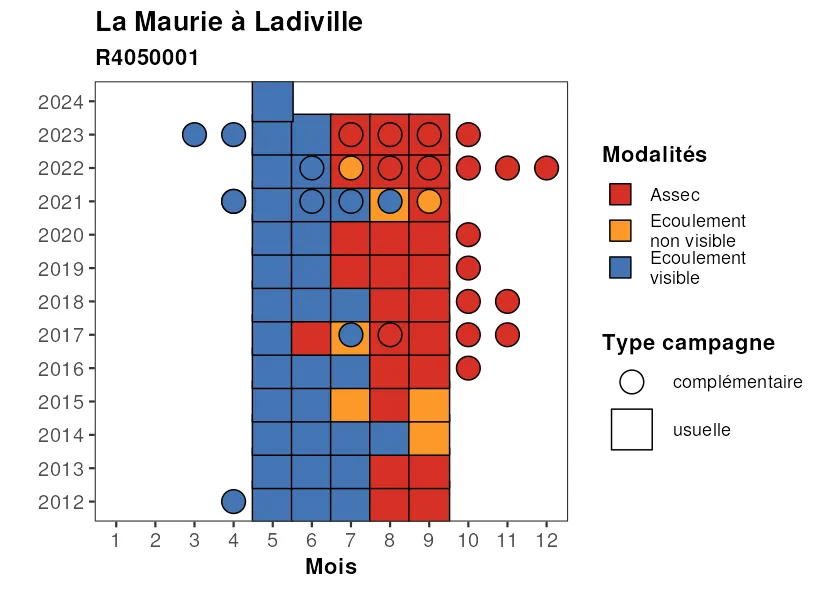 La Maurie à Ladiville
R4050001
2024
2023
2022
2021
2020
2019
2018
2017
2016
2015
2014
2013
2012
1 2 3 4 5 6 7 8 9 10 11 12
Mois
Modalités
Assec
Ecoulement
non visible
Ecoulement
visible
Type campagne
complémentaire
usuelle